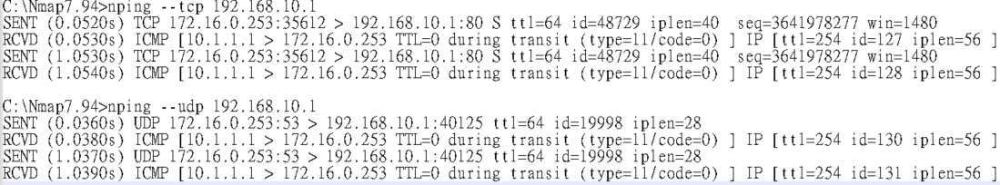 C:\Nmap7.94>nping --tcp 192.168.10.1
SENT (0.0520s) TCP 172.16.0.253:35612 > 192.168.10.1:80 S ttl=64 id=48729 iplen=40  seq=3641978277 win=1480
RCVD (0.0530s) ICMP [10.1.1.1 > 172.16.0.253 TTL=0 during transit (type=11/code=0) ] IP [ttl=254 id=127 iplen=56 ]
SENT (1.0530s) TCP 172.16.0.253:35612 > 192.168.10.1:80 S ttl=64 id=48729 iplen=40  seq=3641978277 win=1480
RCVD (1.0540s) ICMP [10.1.1.1 > 172.16.0.253 TTL=0 during transit (type=11/code=0) ] IP [ttl=254 id=128 iplen=56 ]
C:\Nmap7.94>nping --udp 192.168.10.1
SENT (0.0360s) UDP 172.16.0.253:53 > 192.168.10.1:40125 ttl=64 id=19998 iplen=28
RCVD (0.0380s) ICMP [10.1.1.1 > 172.16.0.253 TTL=0 during transit (type=11/code=0) ] IP [ttl=254 id=130 iplen=56 ]
SENT (1.0370s) UDP 172.16.0.253:53 > 192.168.10.1:40125 ttl=64 id=19998 iplen=28
RCVD (1.0390s) ICMP [10.1.1.1 > 172.16.0.253 TTL=0 during transit (type=11/code=0) ] IP [ttl=254 id=131 iplen=56 ]